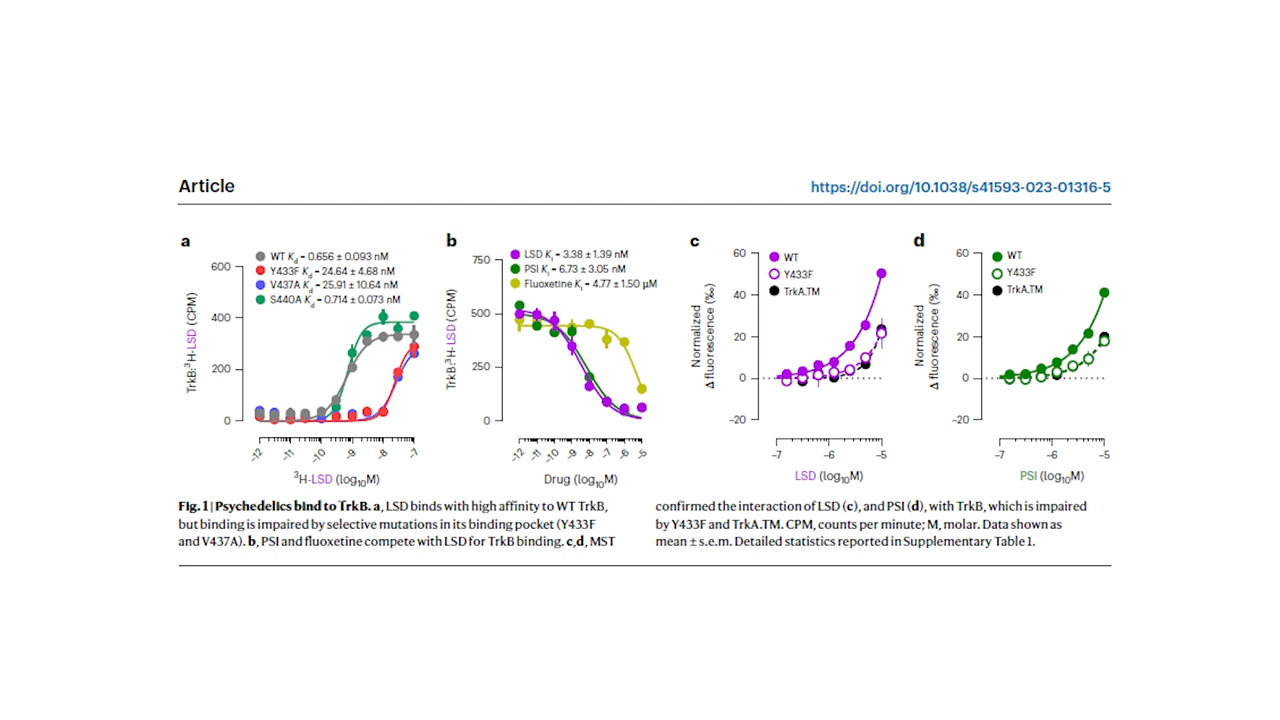 Article
https://doi.org/10.1038/s41593-023-01316-5
a
WT Kd = 0.656 ± 0.093 nM
Y433F Kd = 24.64 ± 4.68 nM
V437A Kd = 25.91 ± 10.64 nM
S440A Kd = 0.714 ± 0.073 nM
TrkB:³H-LSD (CPM)
600
400
200
0
–12
–11
–10
–9
–8
–7
³H-LSD (log₁₀M)
b
LSD Ki = 3.38 ± 1.39 nM
PSI Ki = 6.73 ± 3.05 nM
Fluoxetine Ki = 4.77 ± 1.50 µM
TrkB:³H- LSD (CPM)
750
500
250
0
–12
–11
–10
–9
–8
–7
–6
–5
Drug (log₁₀M)
c
WT
Y433F
TrkA.TM
Normalized
Δ fluorescence (‰)
60
40
20
0
–20
–7
–6
–5
LSD (log₁₀M)
d
WT
Y433F
TrkA.TM
Normalized
Δ fluorescence (‰)
60
40
20
0
–20
–7
–6
–5
PSI (log₁₀M)
Fig. 1 | Psychedelics bind to TrkB. a, LSD binds with high affinity to WT TrkB,
but binding is impaired by selective mutations in its binding pocket (Y433F
and V437A). b, PSI and fluoxetine compete with LSD for TrkB binding. c,d, MST
confirmed the interaction of LSD (c), and PSI (d), with TrkB, which is impaired
by Y433F and TrkA.TM. CPM, counts per minute; M, molar. Data shown as
mean ± s.e.m. Detailed statistics reported in Supplementary Table 1.